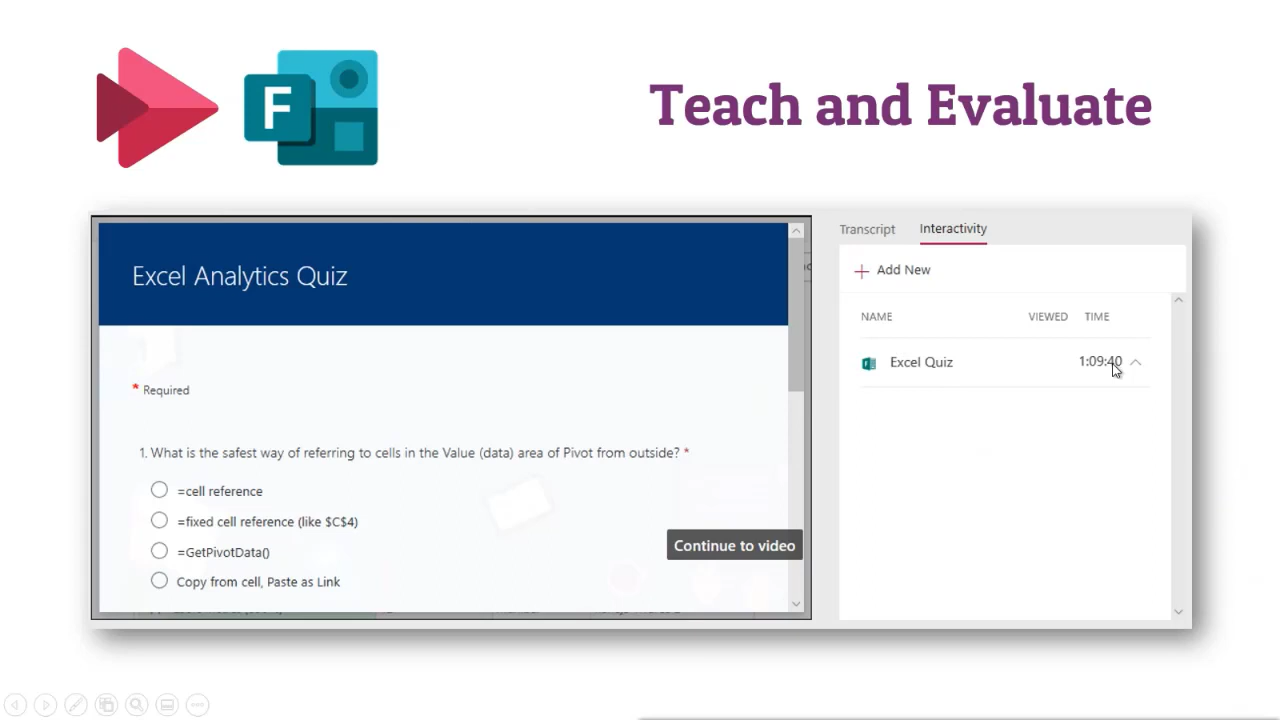 F
Teach and Evaluate
Excel Analytics Quiz
* Required
1. What is the safest way of referring to cells in the Value (data) area of Pivot from outside? *
=cell reference
=fixed cell reference (like $C$4)
=GetPivotData()
Copy from cell, Paste as Link
Continue to video
Transcript Interactivity
Add New
NAME VIEWED TIME
Excel Quiz 1:09:40